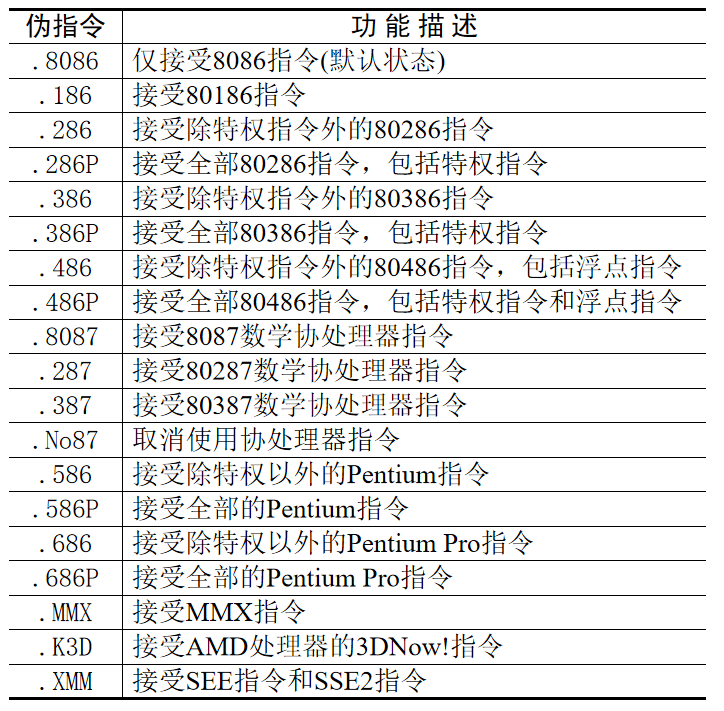 伪指令 功能描述
.8086 仅接受8086指令(默认状态)
.186 接受80186指令
.286 接受除特权指令外的80286指令
.286P 接受全部80286指令，包括特权指令
.386 接受除特权指令外的80386指令
.386P 接受全部80386指令，包括特权指令
.486 接受除特权指令外的80486指令，包括浮点指令
.486P 接受全部80486指令，包括特权指令和浮点指令
.8087 接受8087数学协处理器指令
.287 接受80287数学协处理器指令
.387 接受80387数学协处理器指令
.No87 取消使用协处理器指令
.586 接受除特权以外的Pentium指令
.586P 接受全部的Pentium指令
.686 接受除特权以外的Pentium Pro指令
.686P 接受全部的Pentium Pro指令
.MMX 接受MMX指令
.K3D 接受AMD处理器的3DNow!指令
.XMM 接受SEE指令和SSE2指令